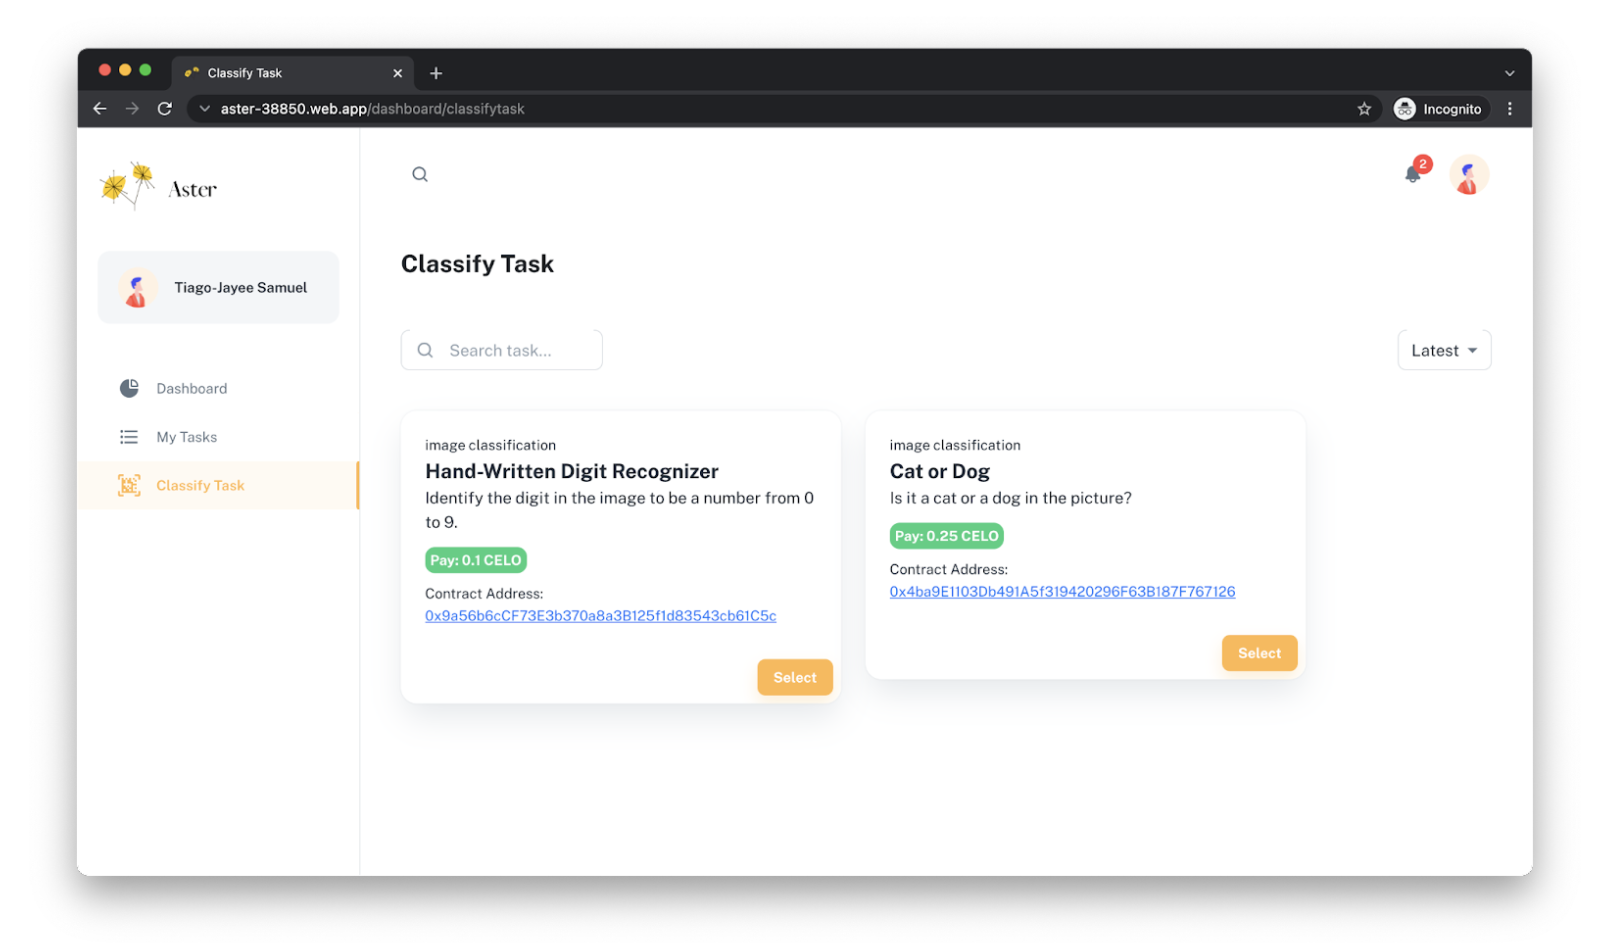 Classify Task
aster-38850.web.app/dashboard/classifytask
Incognito
Aster
2
Tiago-Jayee Samuel
Dashboard
My Tasks
Classify Task
Classify Task
Search task...
Latest
image classification
Hand-Written Digit Recognizer
Identify the digit in the image to be a number from 0
to 9.
Pay: 0.1 CELO
Contract Address:
0x9a56b6cCF73E3b370a8a3B125f1d83543cb61C5c
Select
image classification
Cat or Dog
Is it a cat or a dog in the picture?
Pay: 0.25 CELO
Contract Address:
0x4ba9E1103Db491A5f319420296F63B187F767126
Select